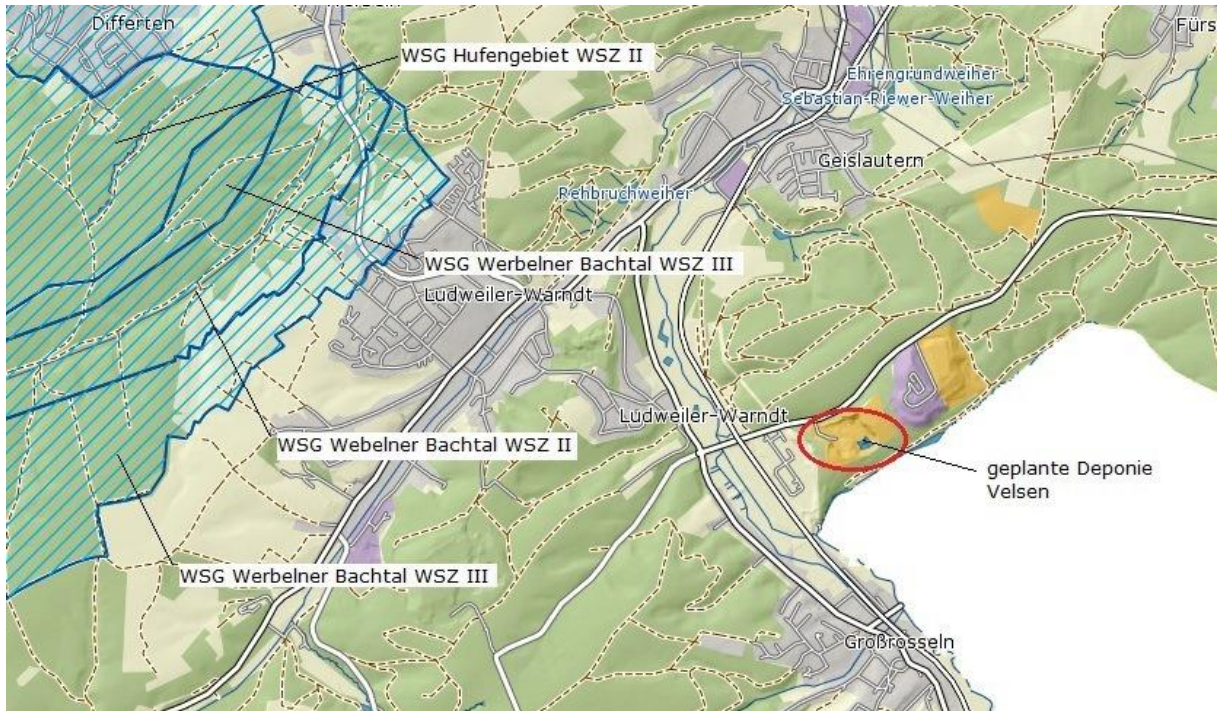 Differten
WSG Hufengebiet WSZ II
Fürs
Ehrengrundweiher
Sebastian-Riewer-Weiher
Geislautern
Rehbruchweiher
WSG Werbelner Bachtal WSZ III
Ludweiler-Warndt
Ludweiler-Warndt
WSG Webelner Bachtal WSZ II
geplante Deponie
Velsen
WSG Werbelner Bachtal WSZ III
Großrosseln